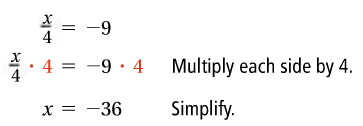 x/4 = −9
x/4 · 4 = −9 · 4 Multiply each side by 4.
x = −36 Simplify.